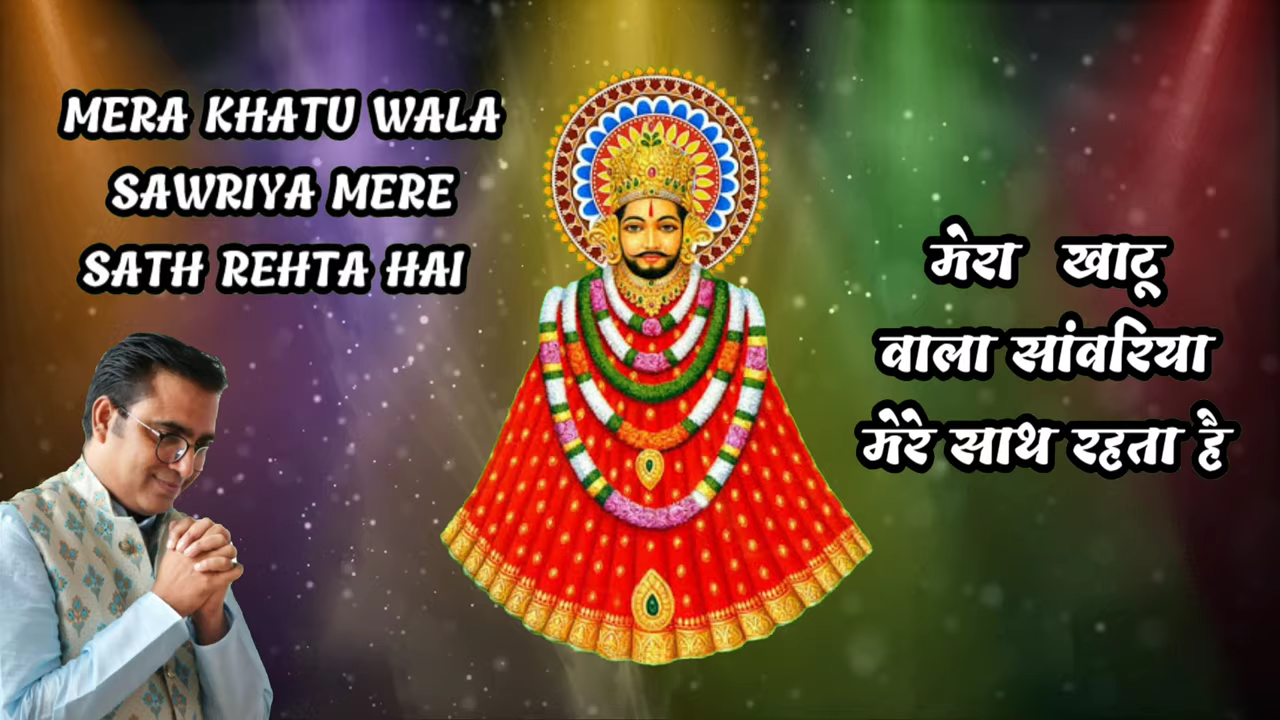 MERA KHATU WALA
SAWRIYA MERE
SATH REHTA HAI
मेरा खाटू
वाला सांवरिया
मेरे साथ रहता है